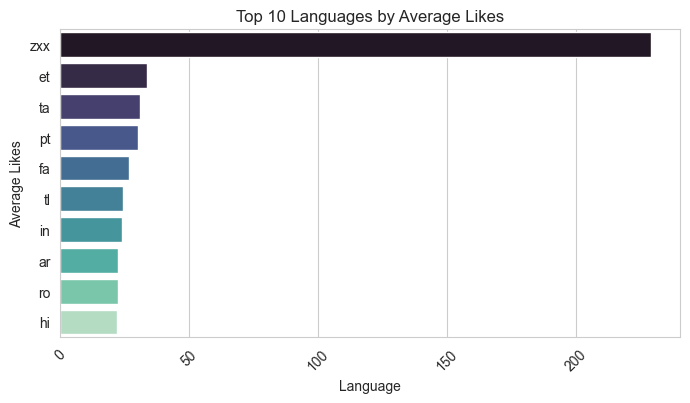 Top 10 Languages by Average Likes
zxx
et
ta
pt
fa
tl
in
ar
ro
hi
Average Likes
0
50
100
150
200
Language